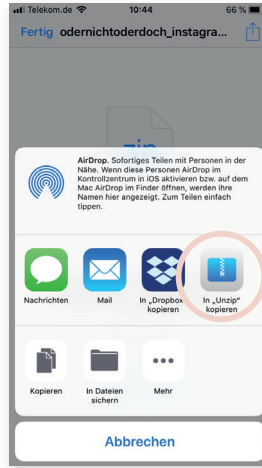 Telekom.de 10:44 66 %
Fertig odernichtoderdoch_instagra...
zip
AirDrop. Sofortiges Teilen mit Personen in der
Nähe. Wenn diese Personen AirDrop im
Kontrollzentrum in iOS aktivieren bzw. auf dem
Mac AirDrop im Finder öffnen, werden ihre
Namen hier angezeigt. Zum Teilen einfach
tippen.
Nachrichten Mail In „Dropbox“ In „Unzip“
kopieren kopieren
Kopieren In Dateien Mehr
sichern
Abbrechen